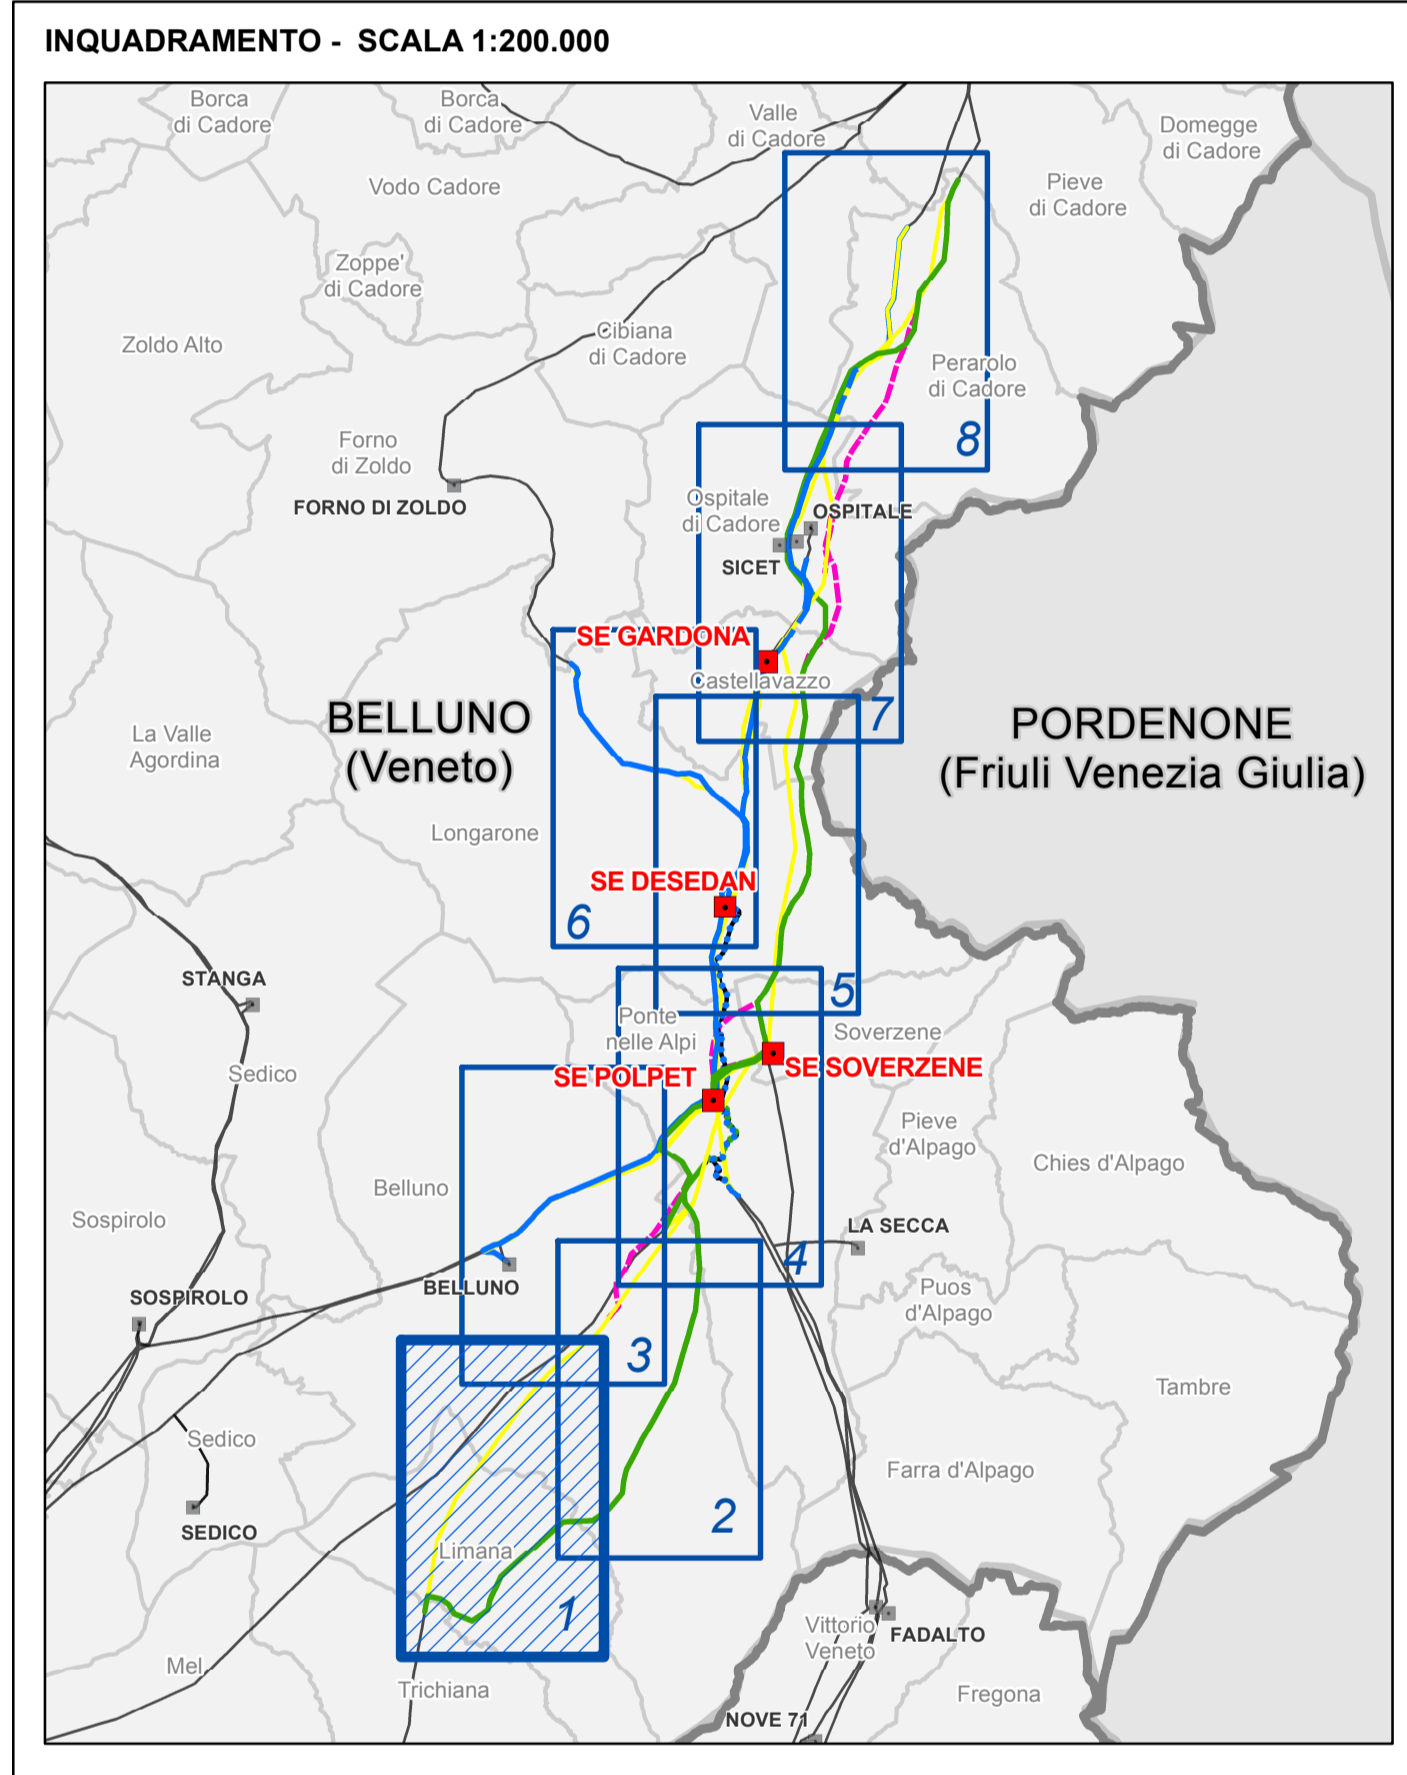 INQUADRAMENTO - SCALA 1:200.000
Borca
di Cadore
Borca
di Cadore
Valle
di Cadore
Domegge
di Cadore
Vodo Cadore
Pieve
di Cadore
Zoppe'
di Cadore
Zoldo Alto
Cibiana
di Cadore
Perarolo
di Cadore
8
Forno
di Zoldo
FORNO DI ZOLDO
Ospitale
di Cadore
OSPITALE
SICET
SE GARDONA
Castellavazzo
7
BELLUNO
(Veneto)
PORDENONE
(Friuli Venezia Giulia)
La Valle
Agordina
Longarone
SE DESEDAN
6
STANGA
5
Ponte
nelle Alpi
Soverzene
Sedico
SE POLPET
SE SOVERZENE
Pieve
d'Alpago
Chies d'Alpago
Belluno
Sospirolo
LA SECCA
4
BELLUNO
SOSPIROLO
Puos
d'Alpago
3
Tambre
Sedico
Farra d'Alpago
2
SEDICO
Limana
1
Vittorio
Veneto
FADALTO
Mel
Trichiana
Fregona
NOVE 71